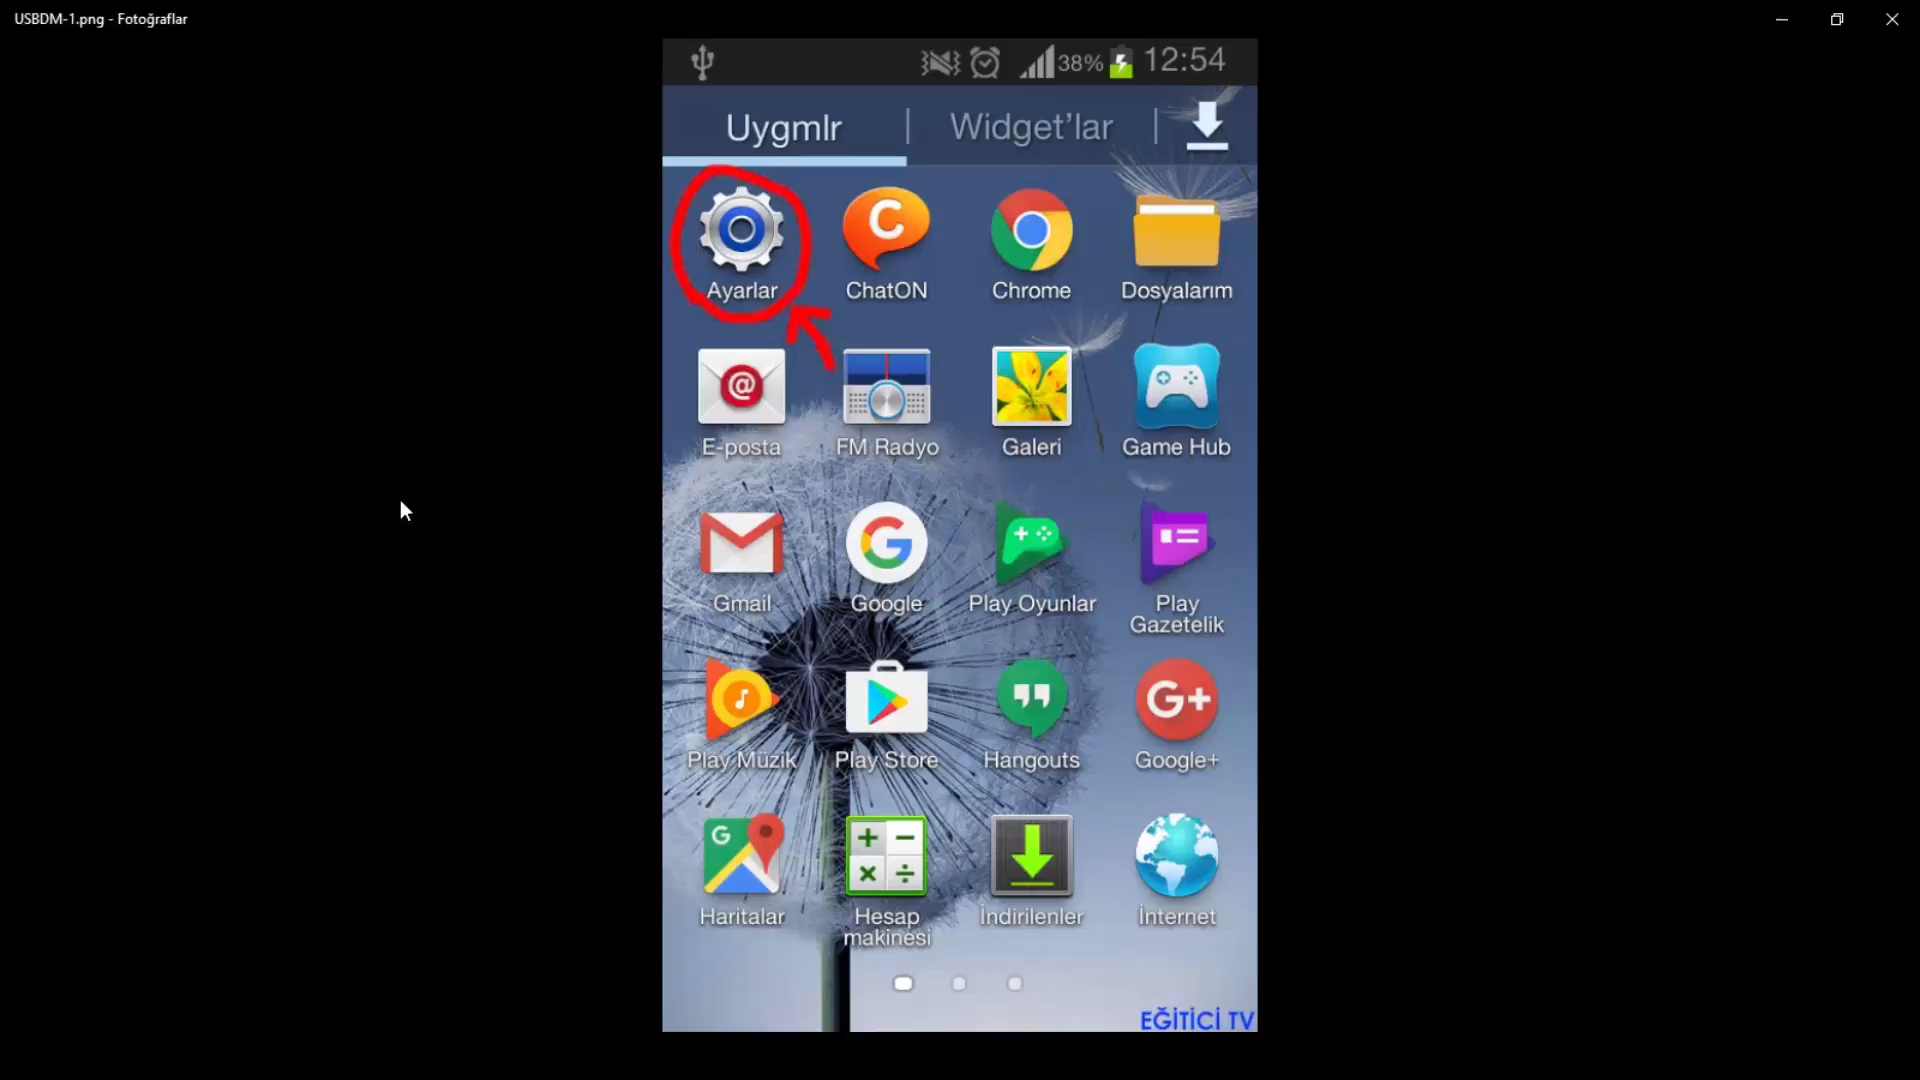 USBDM-1.png - Fotoğraflar
38% 12:54
Uygmlr Widget'lar
Ayarlar ChatON Chrome Dosyalarım
E-posta FM Radyo Galeri Game Hub
Gmail Google Play Oyunlar Play
Gazetelik
Play Müzik Play Store Hangouts Google+
Haritalar Hesap İndirilenler İnternet
makinesi
EĞİTİCİ TV